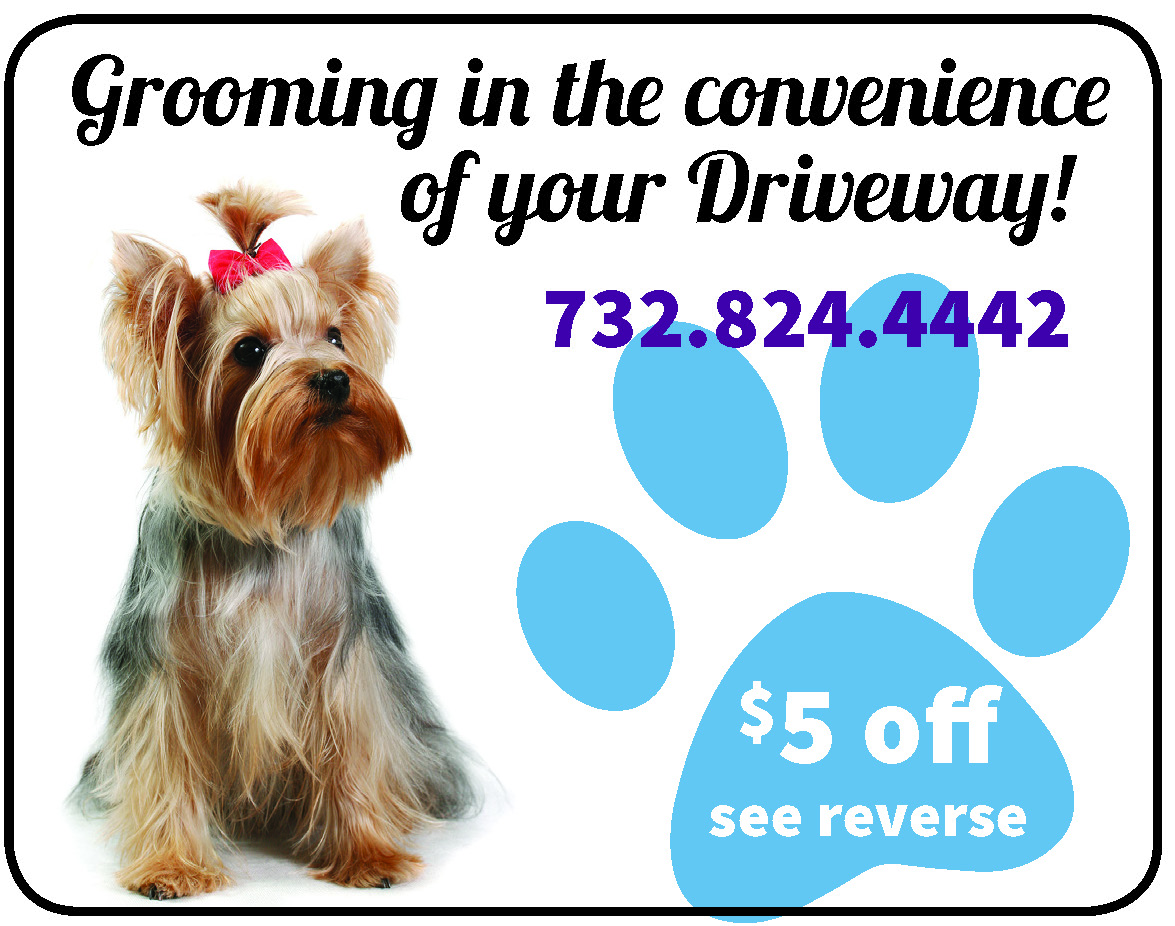 Grooming in the convenience
of your Driveway!
732.824.4442
$5 off
see reverse